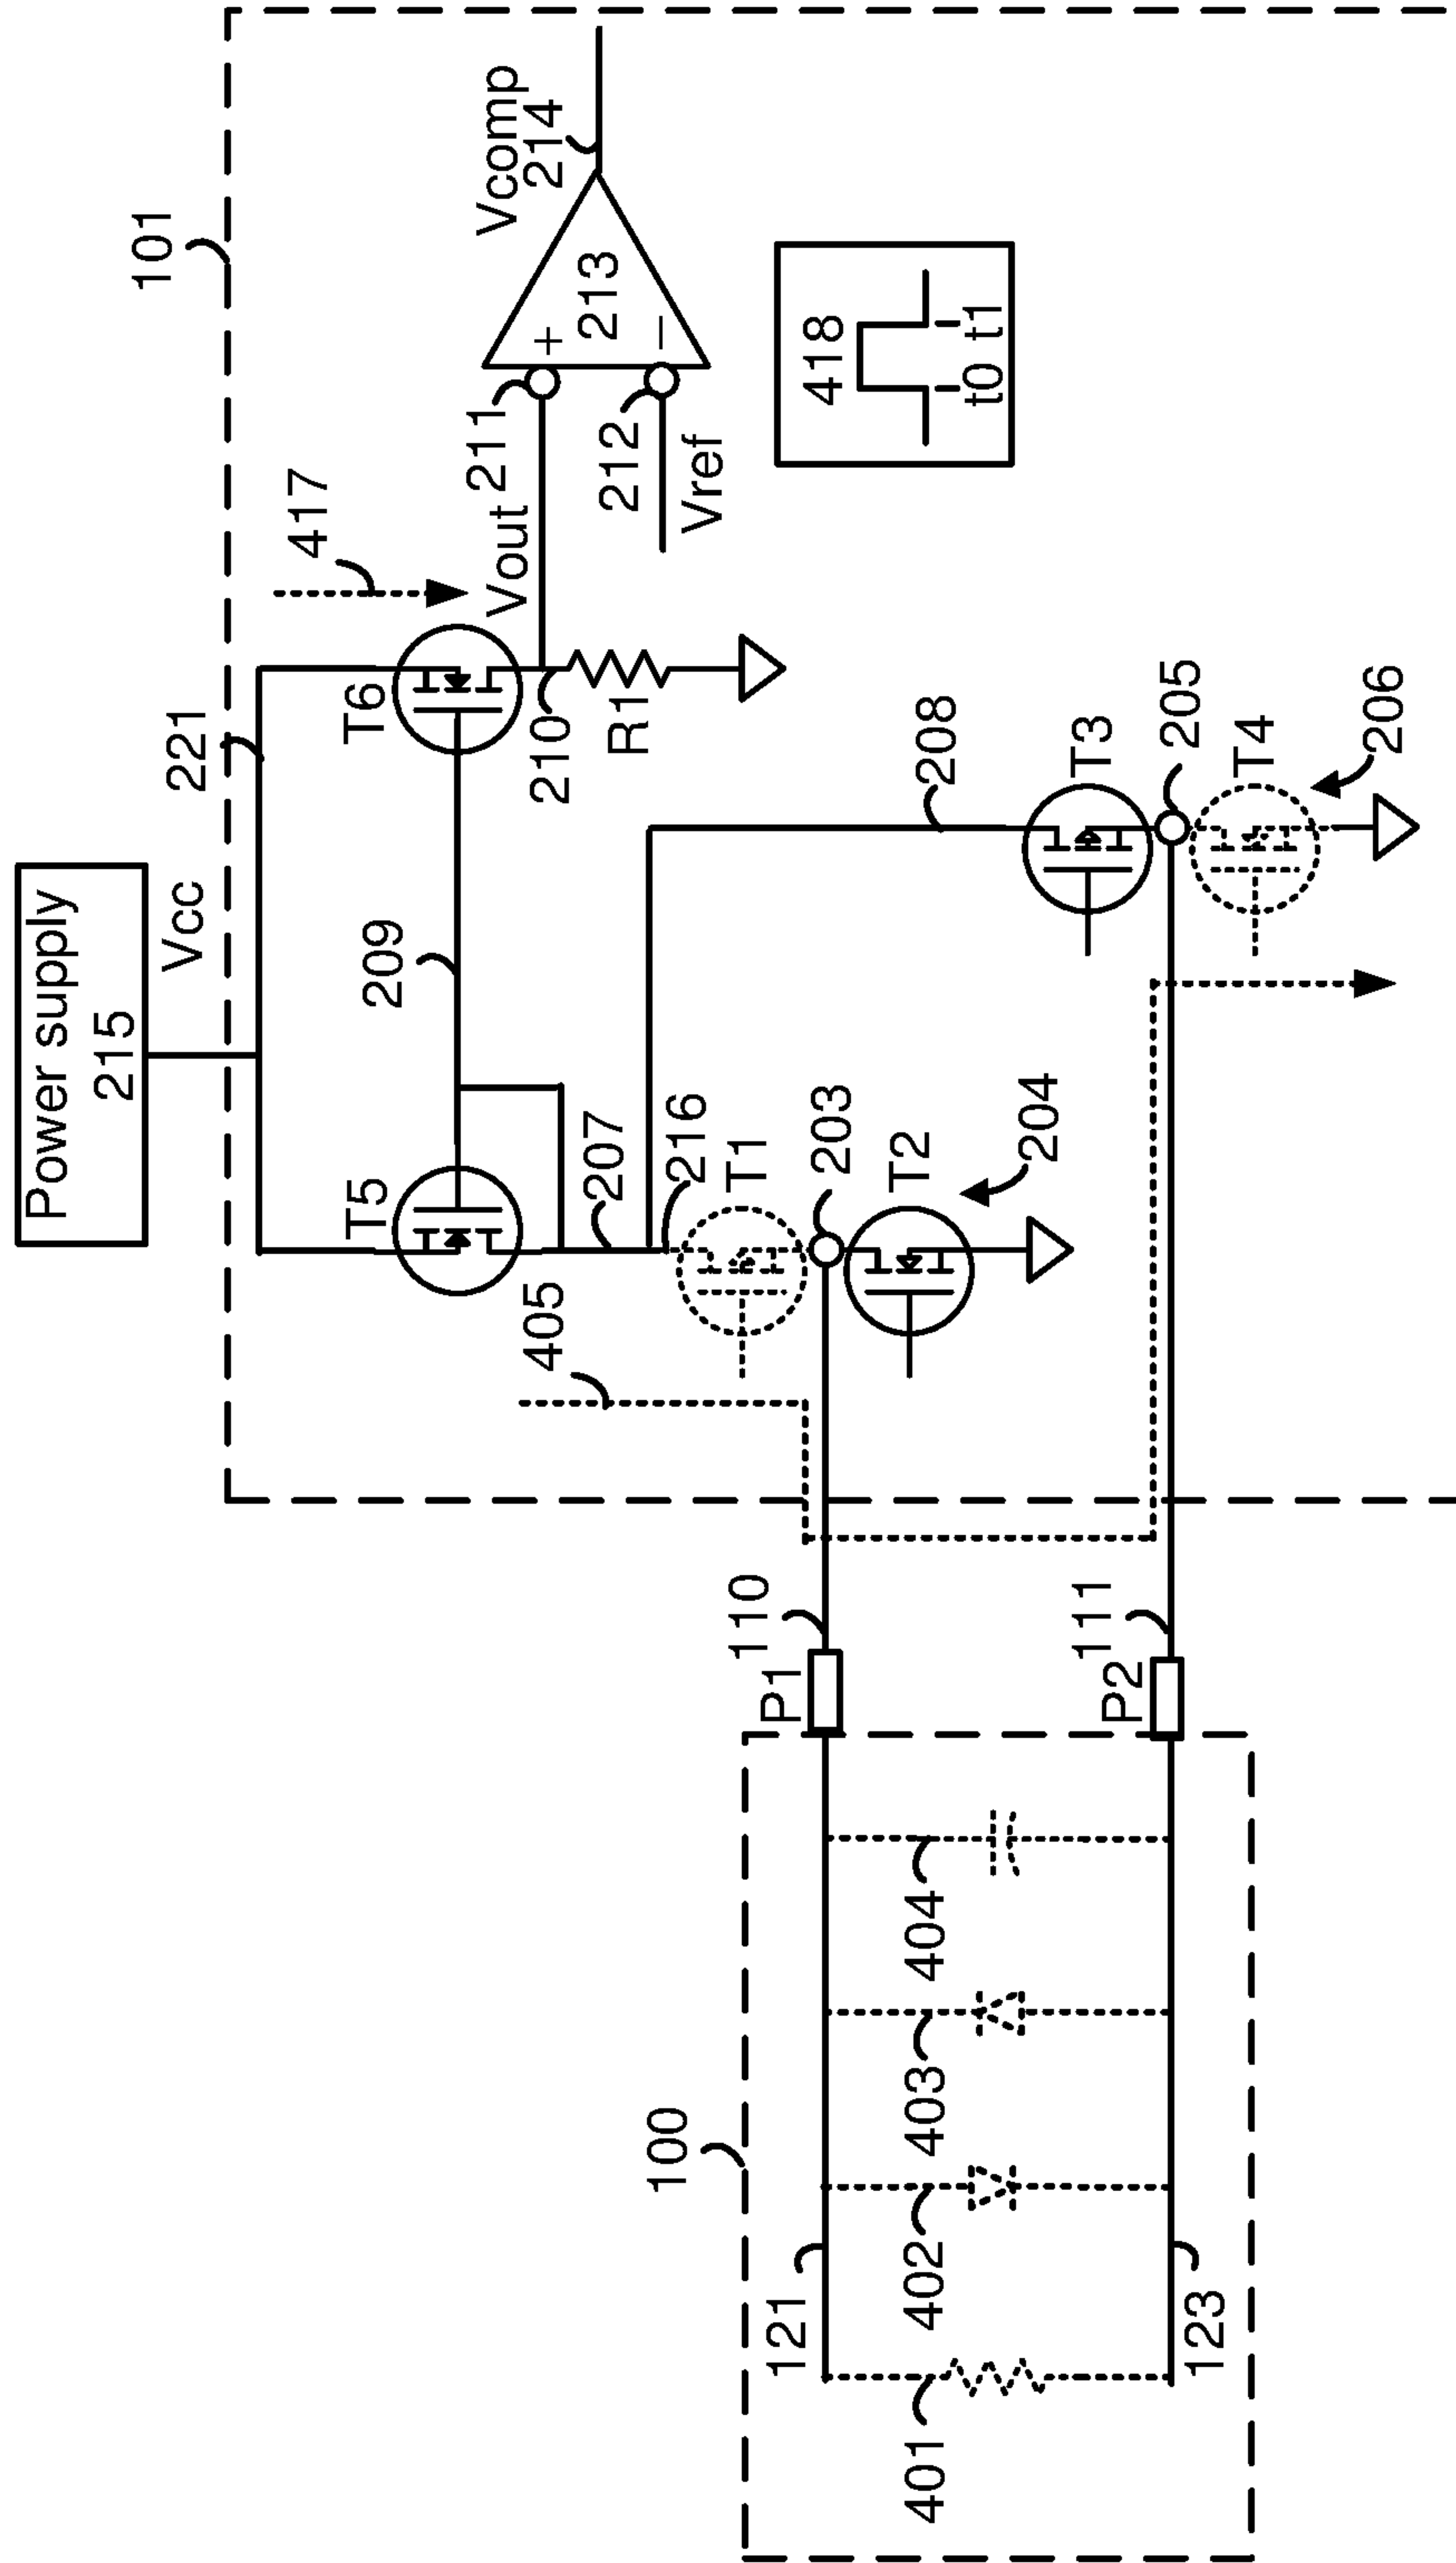 Power supply
215
Vcc
221
101
T5
209
T6
417
Vcomp
214
405
207
216
210
Vout
211
+
213
R1
212
−
Vref
418
t0 t1
T1
203
T2
204
208
T3
205
T4
206
100
P1
110
P2
111
121
123
401
402
403
404